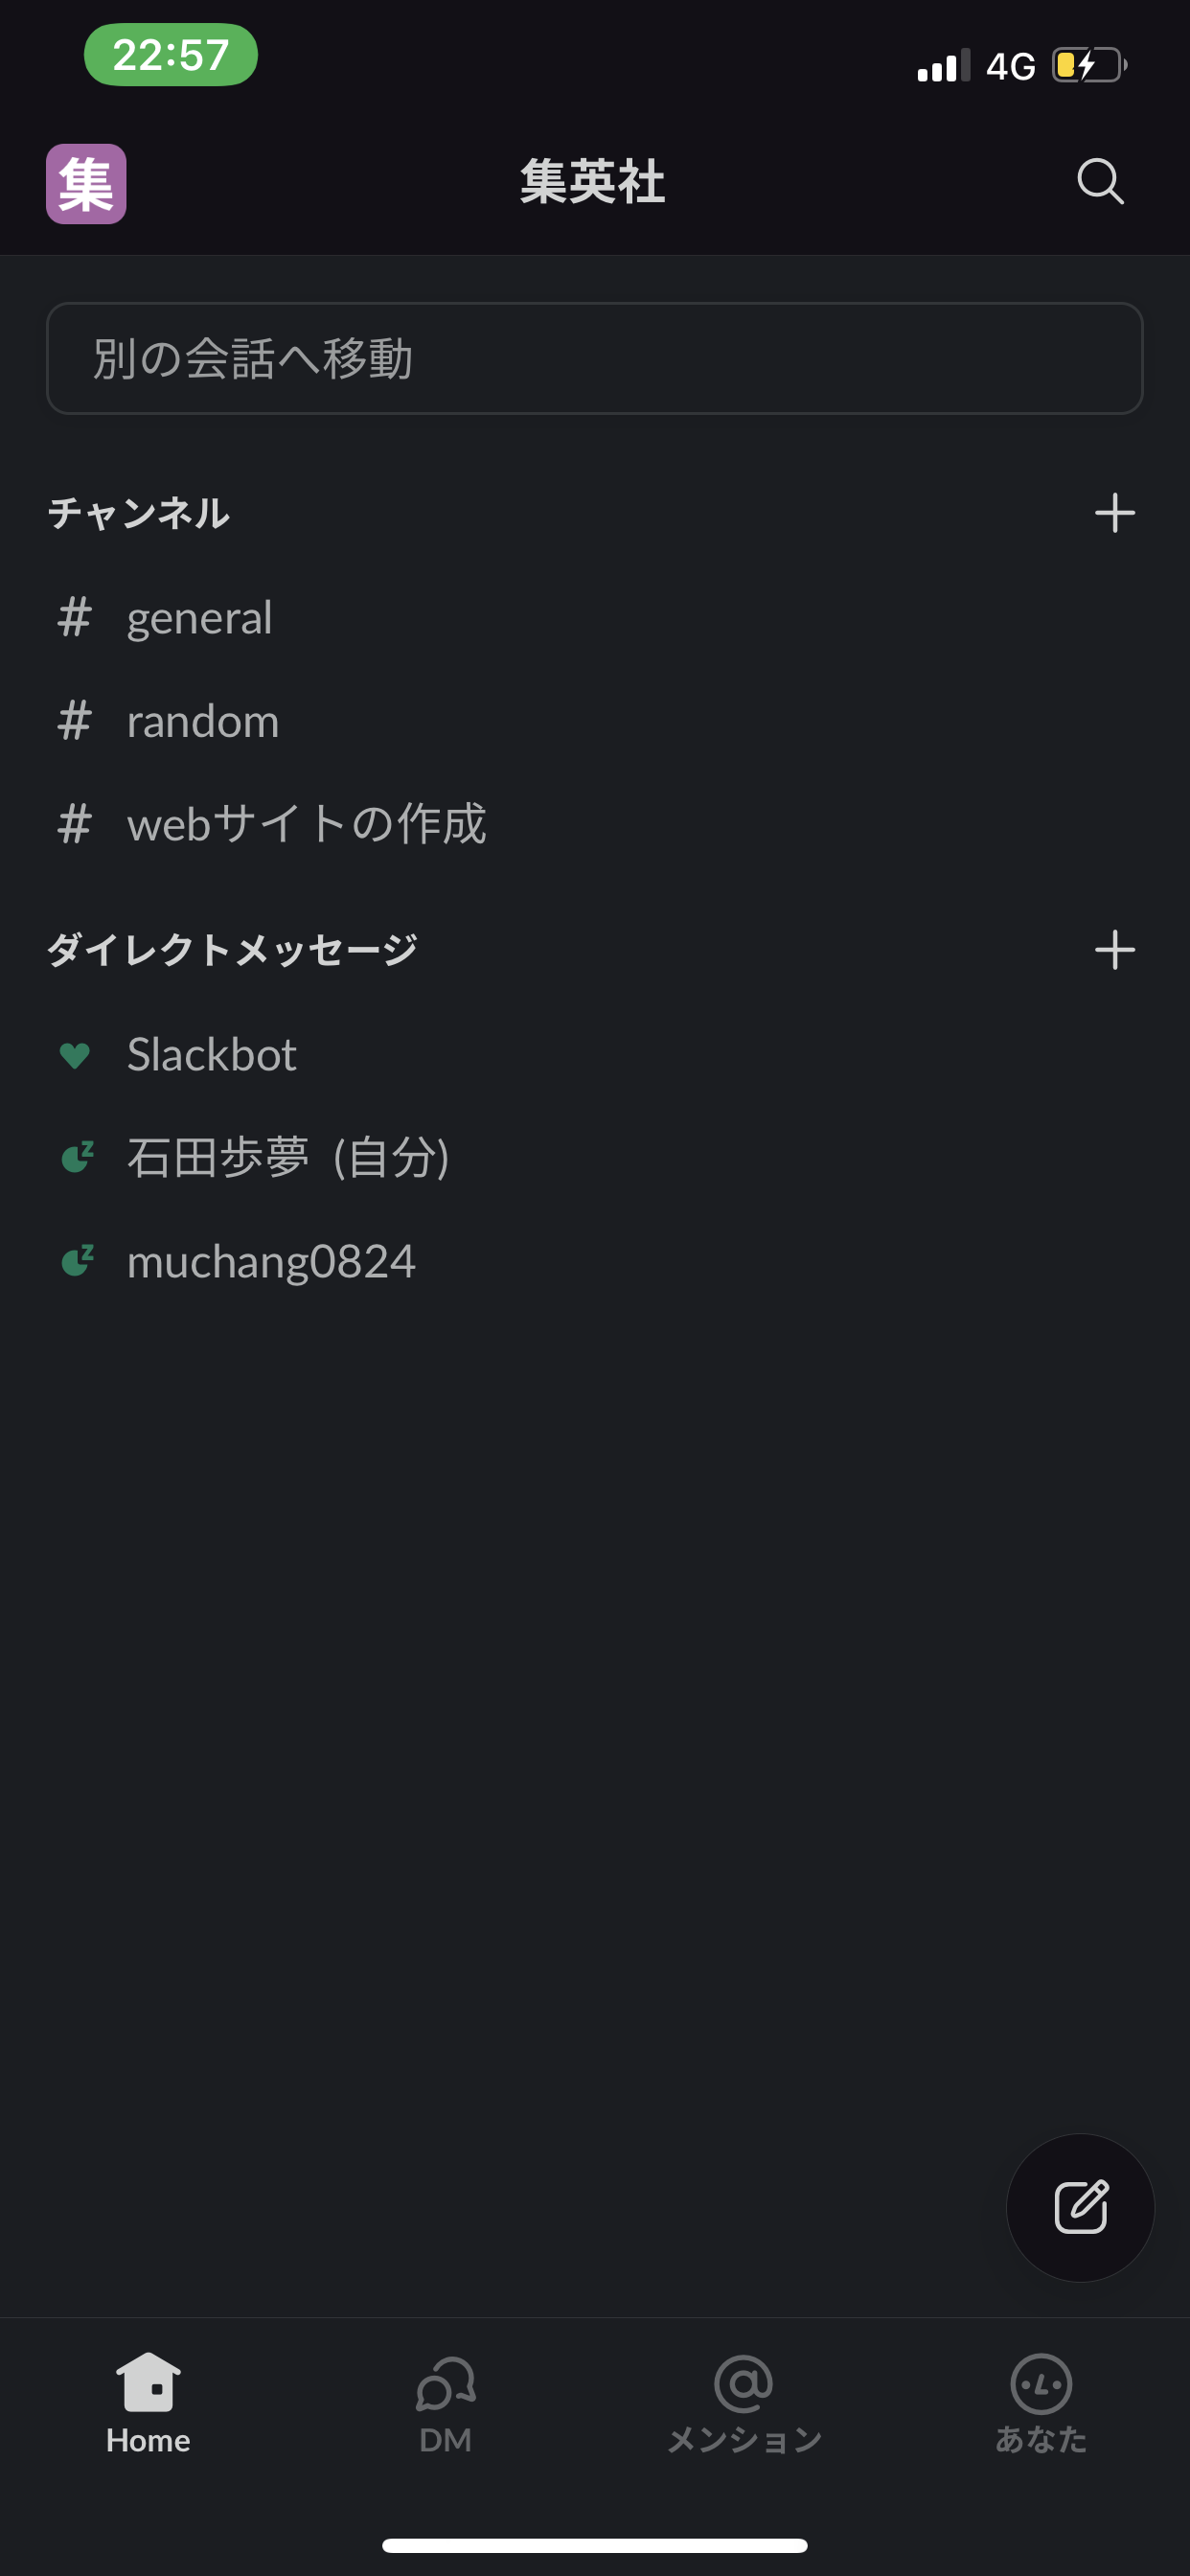 22:57
4G
集
集英社
別の会話へ移動
チャンネル
# general
# random
# webサイトの作成
ダイレクトメッセージ
Slackbot
石田歩夢 (自分)
muchang0824
Home
DM
メンション
あなた